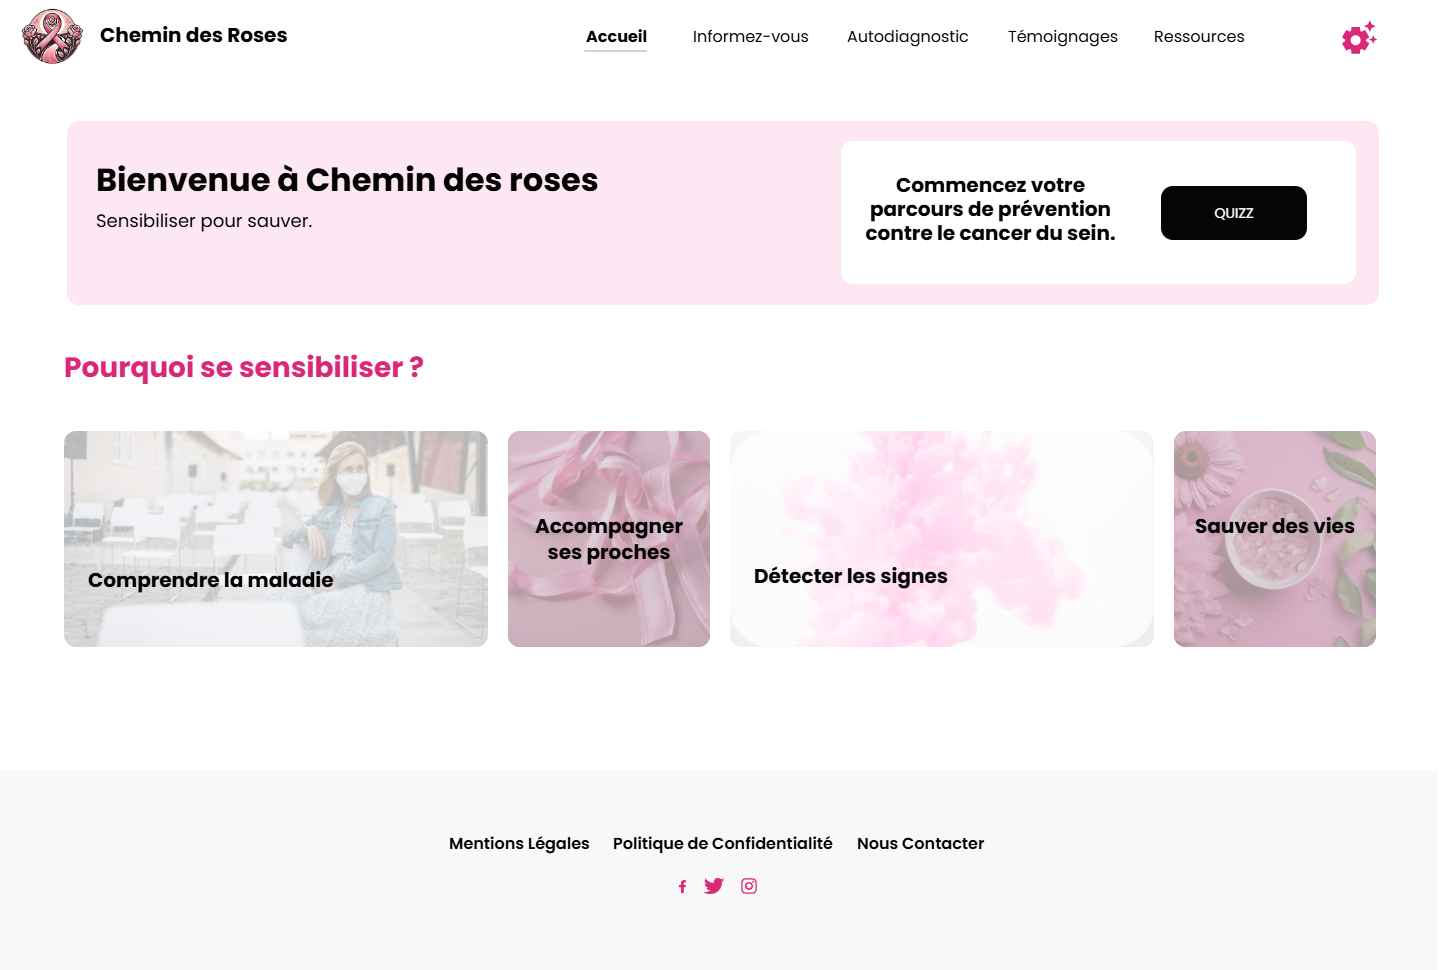 Chemin des Roses
Accueil
Informez-vous
Autodiagnostic
Témoignages
Ressources
Bienvenue à Chemin des roses
Sensibiliser pour sauver.
Commencez votre
parcours de prévention
contre le cancer du sein.
QUIZZ
Pourquoi se sensibiliser ?
Comprendre la maladie
Accompagner
ses proches
Détecter les signes
Sauver des vies
Mentions Légales
Politique de Confidentialité
Nous Contacter